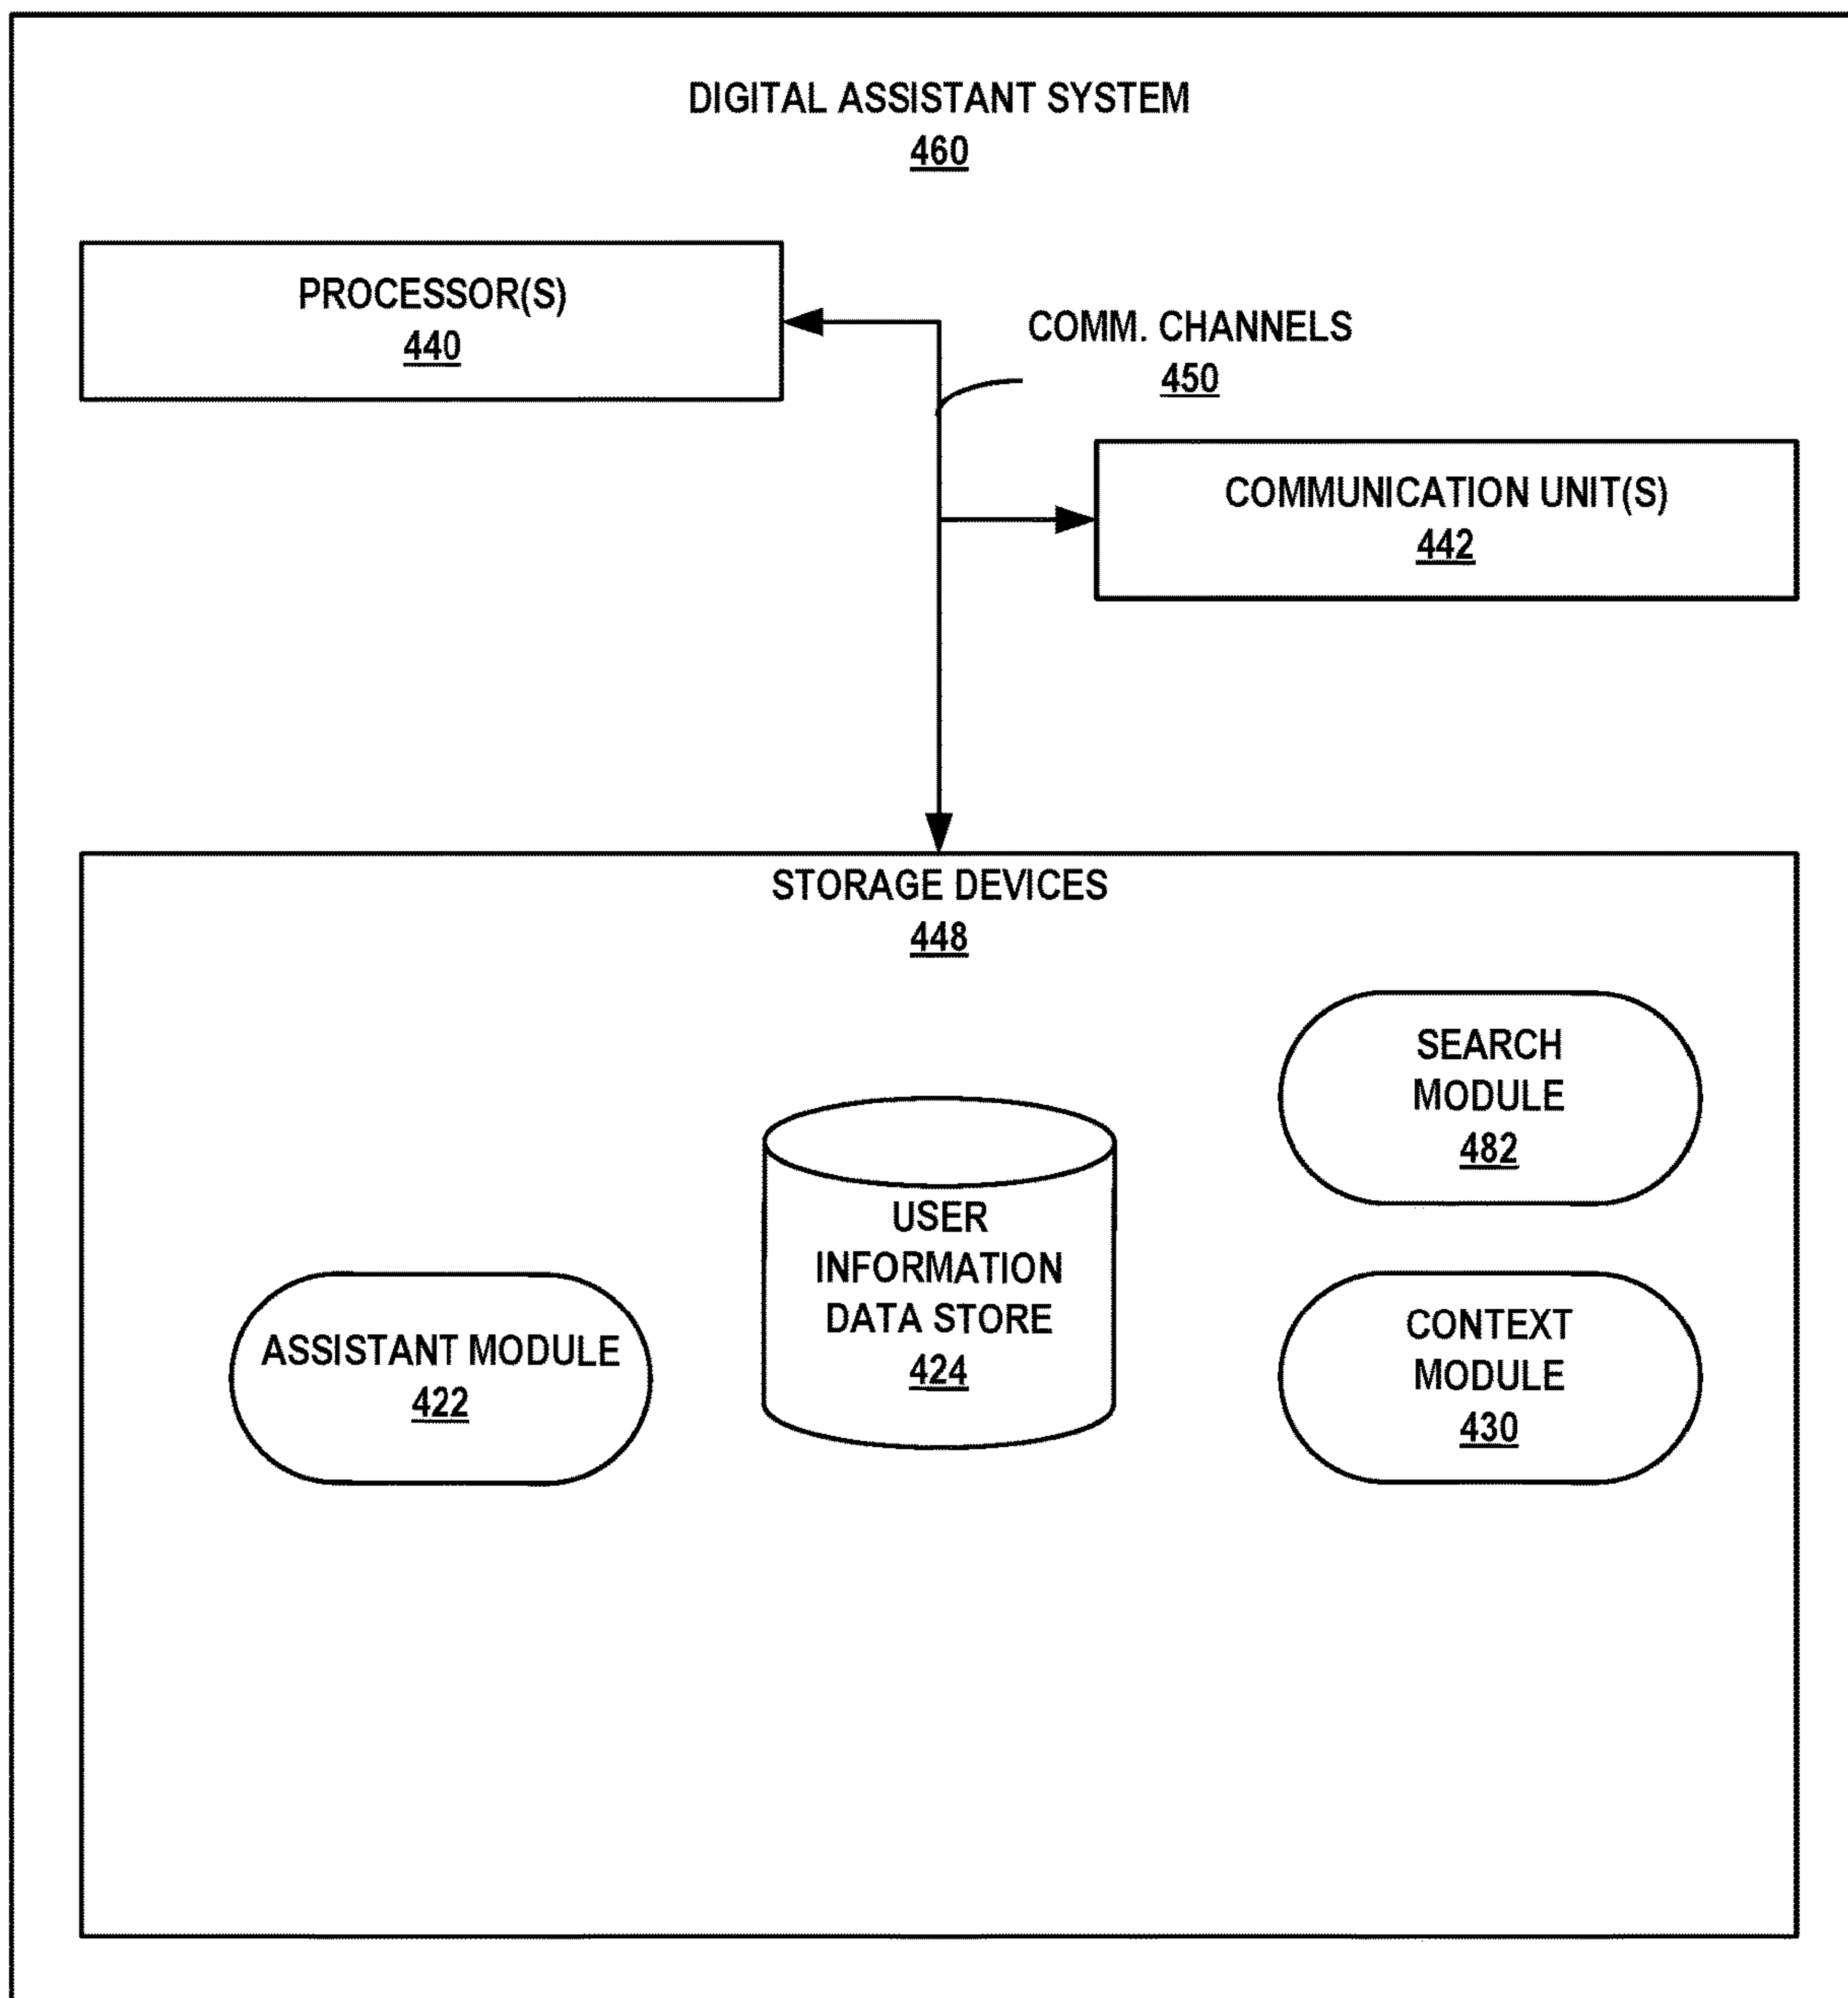 DIGITAL ASSISTANT SYSTEM
460
PROCESSOR(S)
440
COMM. CHANNELS
450
COMMUNICATION UNIT(S)
442
STORAGE DEVICES
448
SEARCH
MODULE
482
USER
INFORMATION
DATA STORE
424
ASSISTANT MODULE
422
CONTEXT
MODULE
430